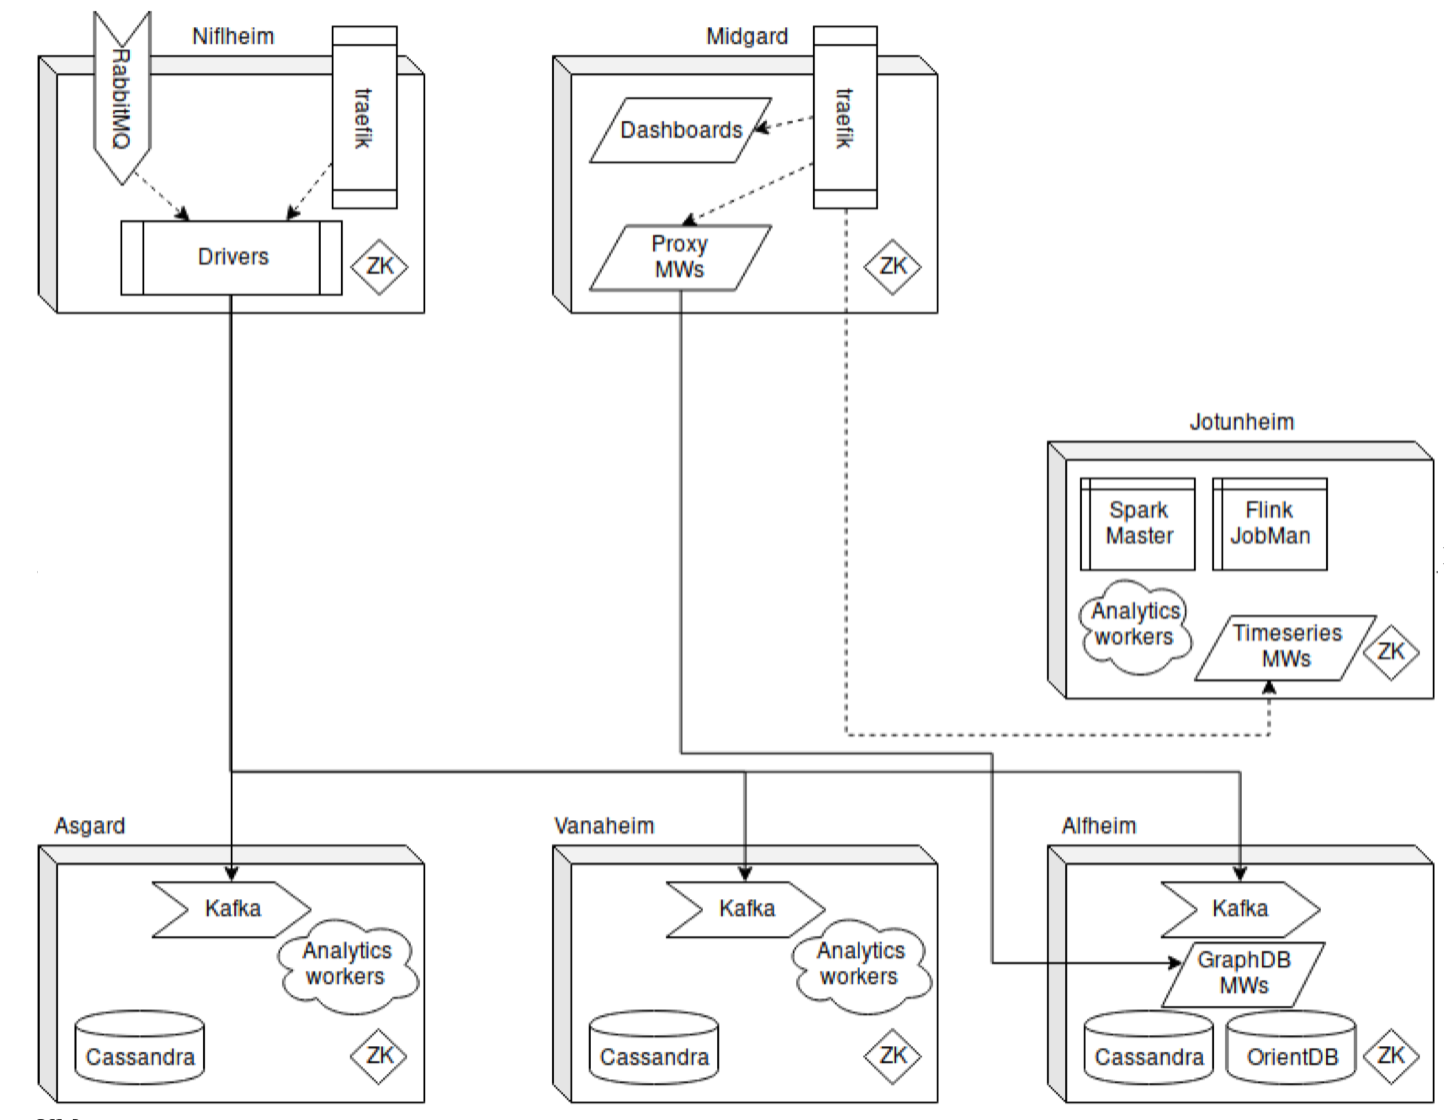 Niflheim
RabbitMQ
traefik
Drivers
ZK
Midgard
traefik
Dashboards
Proxy
MWs
ZK
Jotunheim
Spark
Master
Flink
JobMan
Analytics
workers
Timeseries
MWs
ZK
Asgard
Kafka
Analytics
workers
Cassandra
ZK
Vanaheim
Kafka
Analytics
workers
Cassandra
ZK
Alfheim
Kafka
GraphDB
MWs
Cassandra
OrientDB
ZK